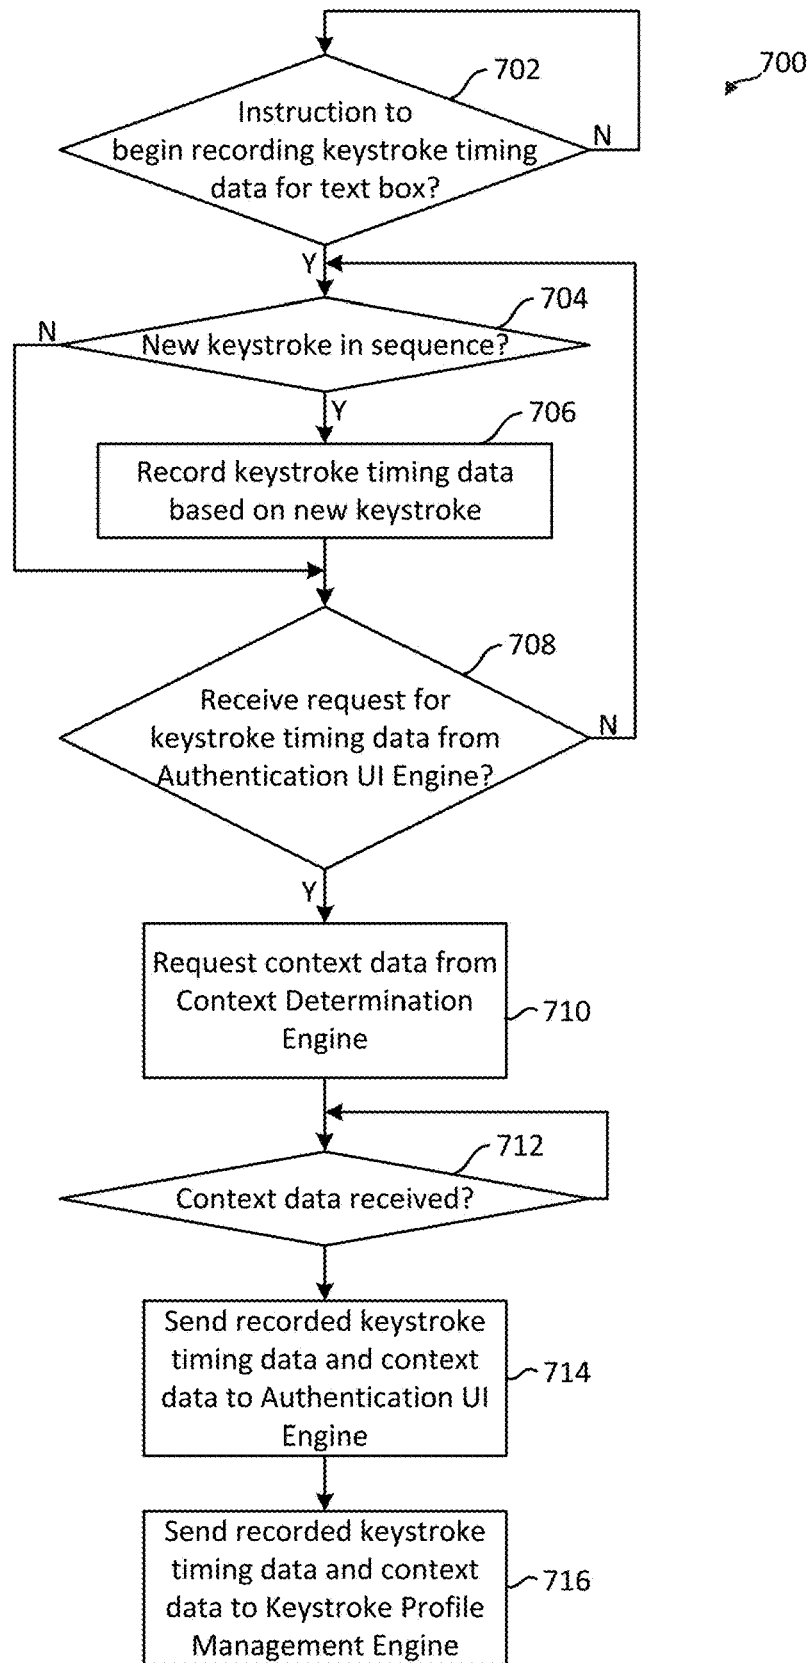 702
700
Instruction to
begin recording keystroke timing
data for text box?
N
Y
704
N
New keystroke in sequence?
Y
706
Record keystroke timing data
based on new keystroke
708
Receive request for
keystroke timing data from
Authentication UI Engine?
N
Y
Request context data from
Context Determination
Engine
710
712
Context data received?
Send recorded keystroke
timing data and context
data to Authentication UI
Engine
714
Send recorded keystroke
timing data and context
data to Keystroke Profile
Management Engine
716